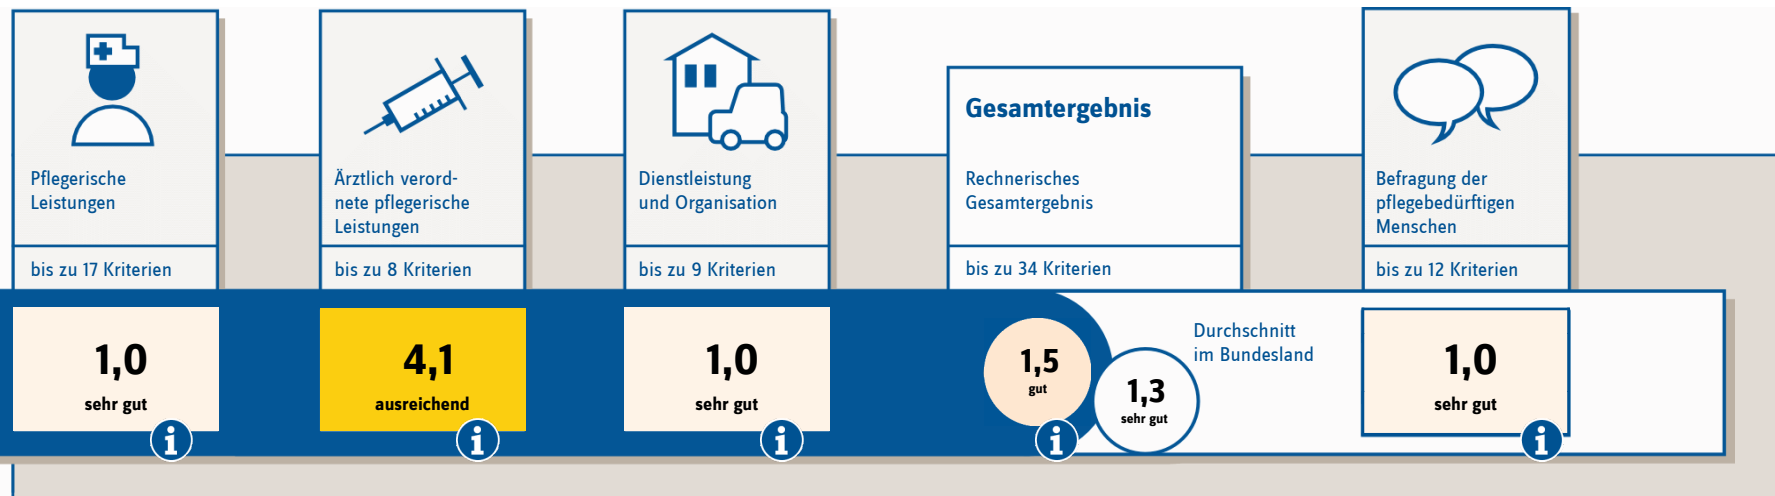 Pflegerische
Leistungen
bis zu 17 Kriterien
1,0
sehr gut
Ärztlich verord-
nete pflegerische
Leistungen
bis zu 8 Kriterien
4,1
ausreichend
Dienstleistung
und Organisation
bis zu 9 Kriterien
1,0
sehr gut
Gesamtergebnis
Rechnerisches
Gesamtergebnis
bis zu 34 Kriterien
1,5
gut
Durchschnitt
im Bundesland
1,3
sehr gut
Befragung der
pflegebedürftigen
Menschen
bis zu 12 Kriterien
1,0
sehr gut